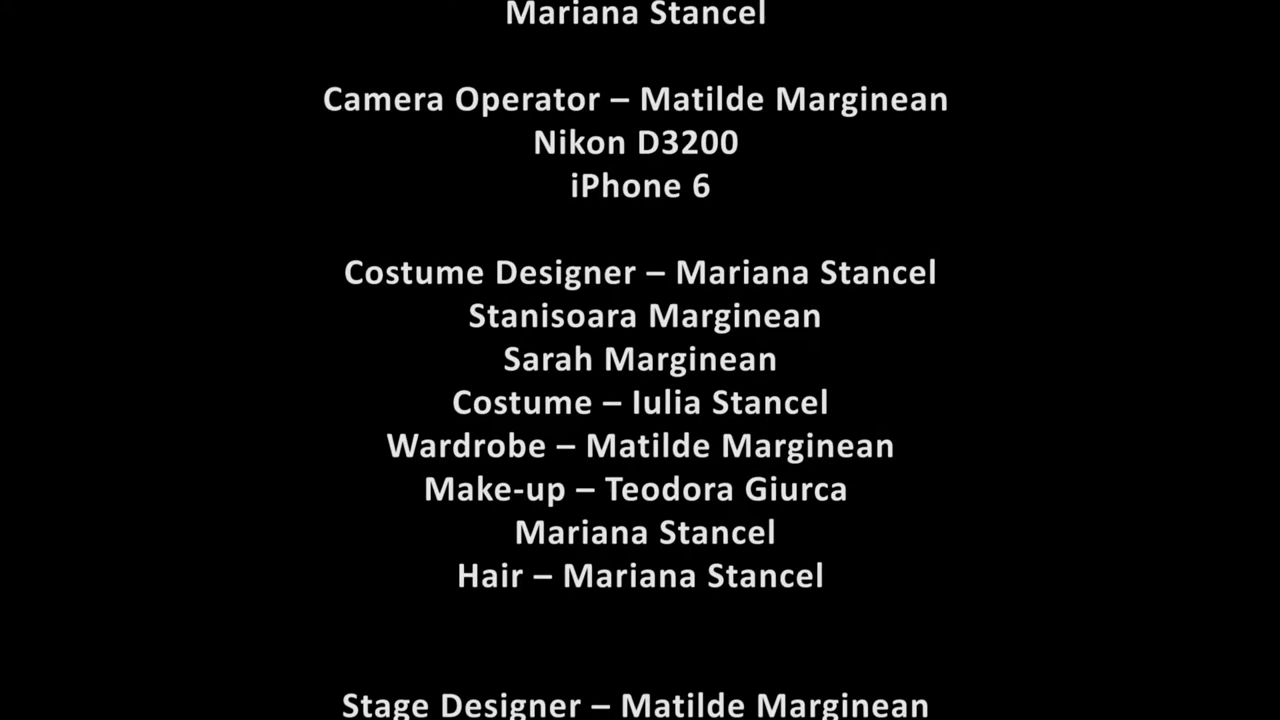 Mariana Stancel
Camera Operator – Matilde Marginean
Nikon D3200
iPhone 6
Costume Designer – Mariana Stancel
Stanisoara Marginean
Sarah Marginean
Costume – Iulia Stancel
Wardrobe – Matilde Marginean
Make-up – Teodora Giurca
Mariana Stancel
Hair – Mariana Stancel
Stage Designer – Matilde Marginean